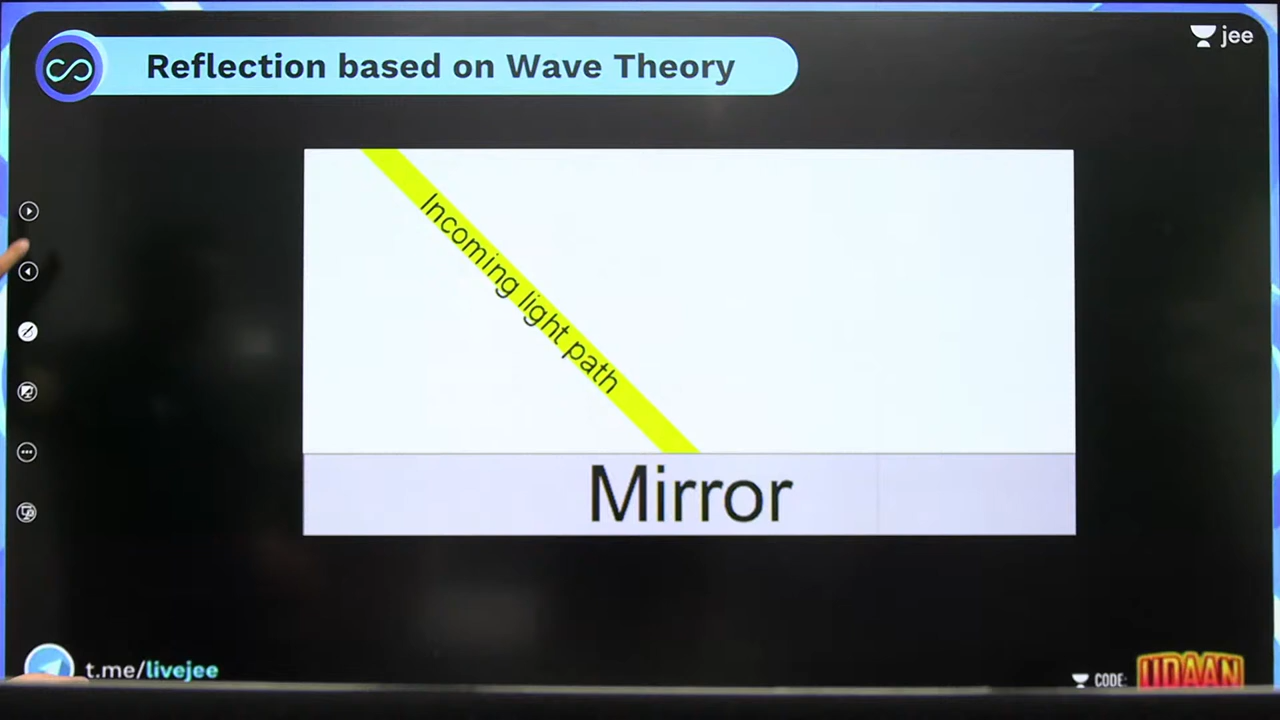 Reflection based on Wave Theory
jee
Incoming light path
Mirror
t.me/livejee
CODE:
UDAAN